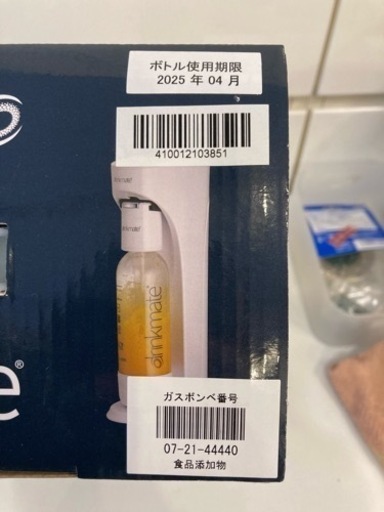 ボトル使用期限
2025 年 04 月
410012103851
drinkmate
e®
ガスボンベ番号
07-21-44440
食品添加物